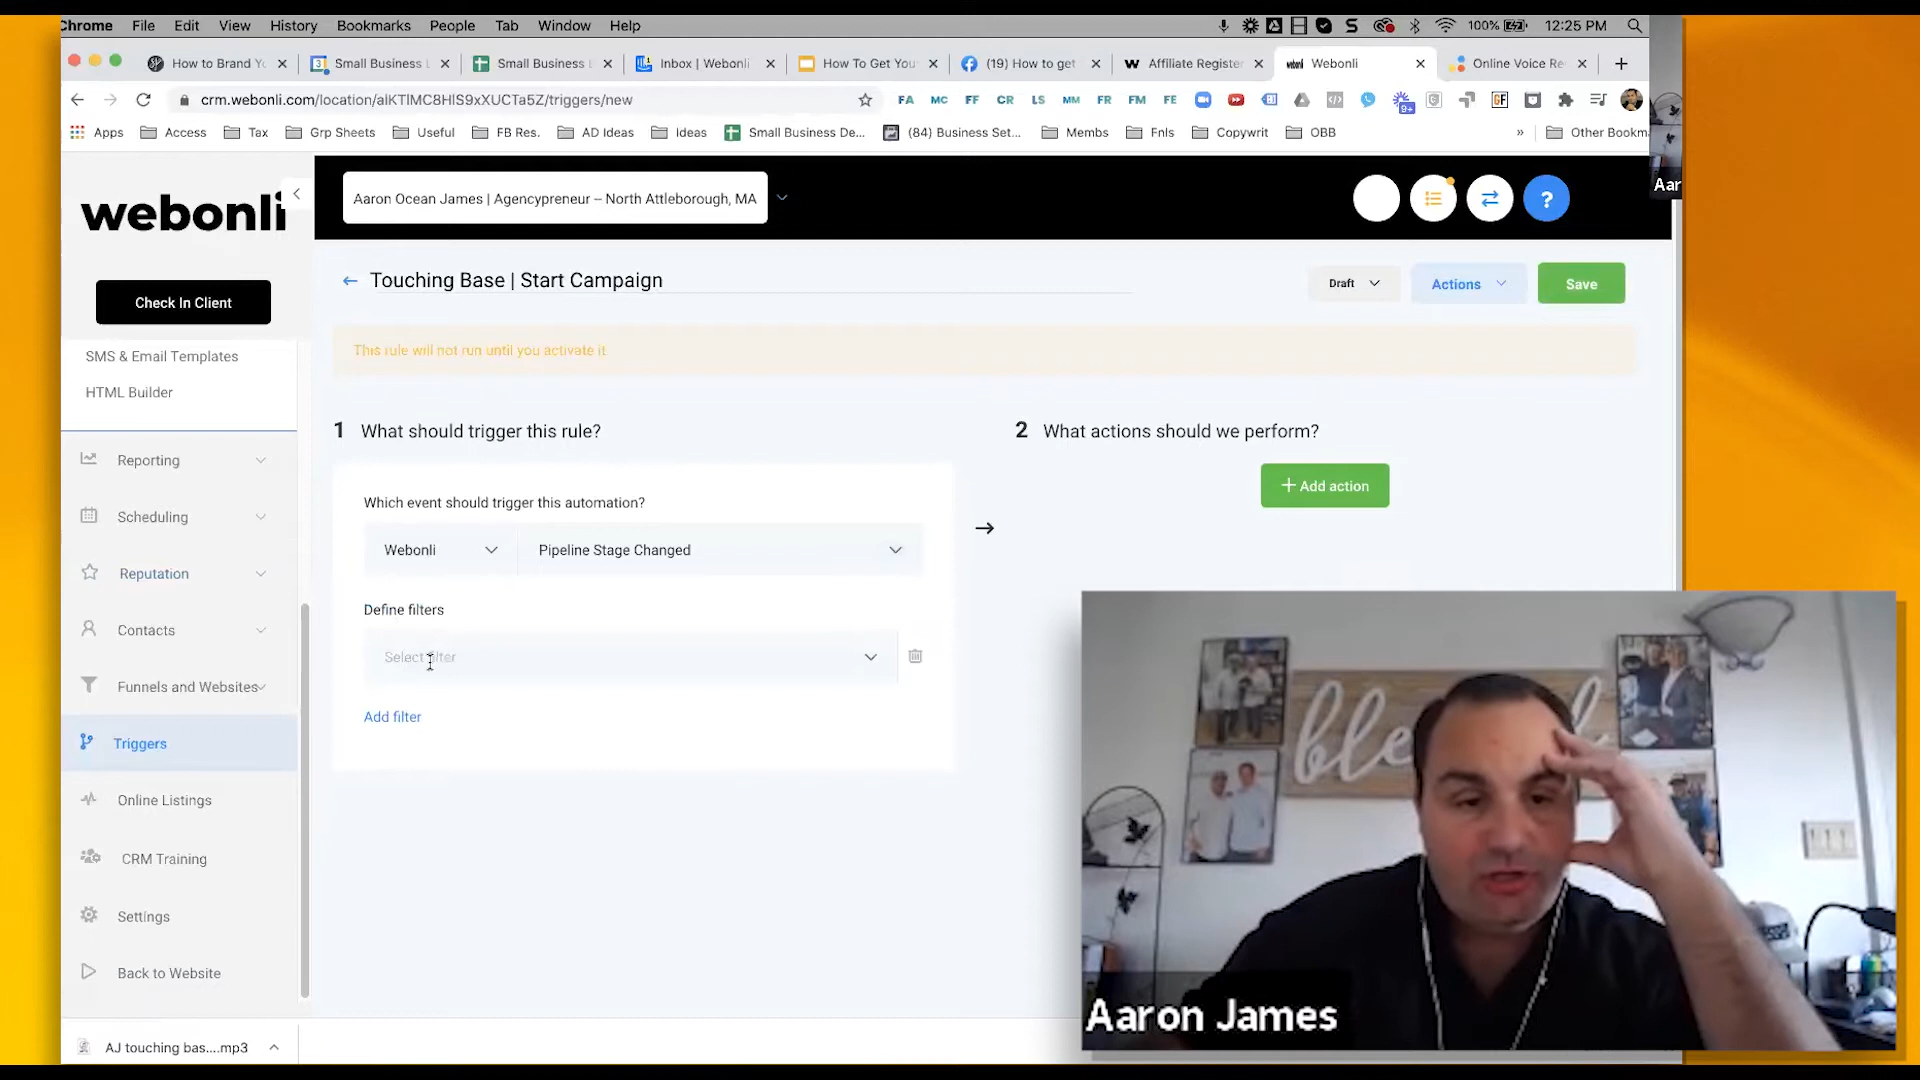 Chrome File Edit View History Bookmarks People Tab Window Help
100% 12:25 PM
How to Brand Yo
Small Business L
Small Business L
Inbox | Webonli
How To Get You
(19) How to get
Affiliate Register
Webonli
Online Voice Re
crm.webonli.com/location/alKTlMC8HlS9xXUCTa5Z/triggers/new
FA MC FF CR LS MM FR FM FE
9+
GF
Apps Access Tax Grp Sheets Useful FB Res. AD Ideas Ideas Small Business De... (84) Business Set... Membs Fnls Copywrit OBB » Other Bookm
Aar
webonli
Aaron Ocean James | Agencypreneur – North Attleborough, MA
?
Check In Client
Touching Base | Start Campaign
Draft
Actions
Save
SMS & Email Templates
HTML Builder
This rule will not run until you activate it
1 What should trigger this rule?
2 What actions should we perform?
+ Add action
Which event should trigger this automation?
Webonli
Pipeline Stage Changed
Define filters
Select filter
Add filter
Reporting
Scheduling
Reputation
Contacts
Funnels and Websites
Triggers
Online Listings
CRM Training
Settings
Back to Website
AJ touching bas....mp3
Aaron James